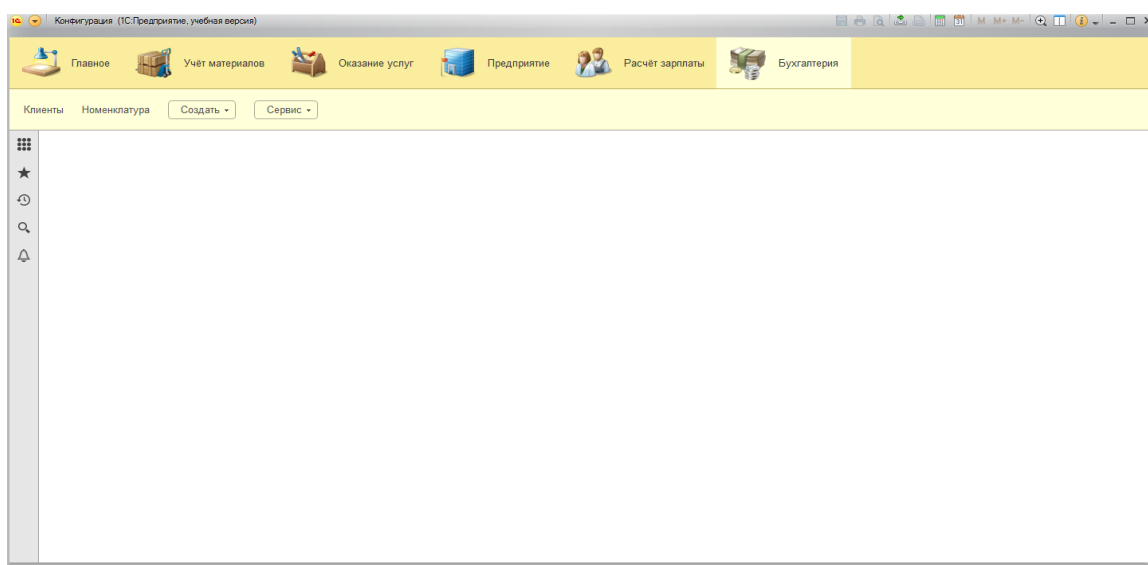 1С Конфигурация (1С:Предприятие, учебная версия) 31 M M+ M- i
Главное Учёт материалов Оказание услуг Предприятие Расчёт зарплаты Бухгалтерия
Клиенты Номенклатура Создать Сервис